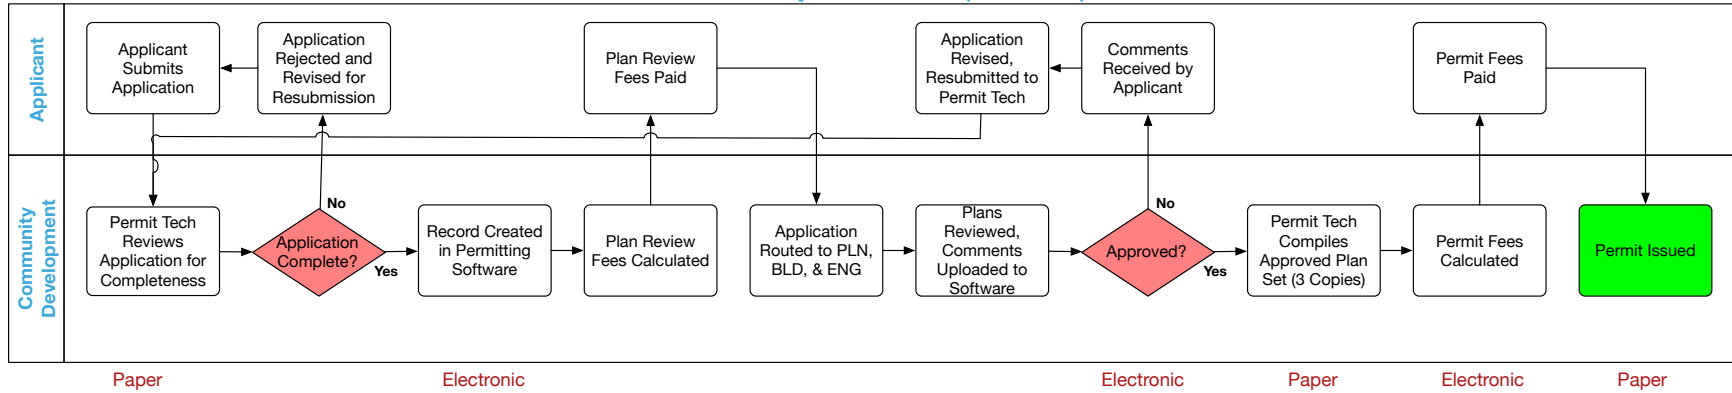 Applicant
Applicant
Submits
Application
Application
Rejected and
Revised for
Resubmission
Plan Review
Fees Paid
Application
Revised,
Resubmitted to
Permit Tech
Comments
Received by
Applicant
Permit Fees
Paid
Community
Development
Permit Tech
Reviews
Application for
Completeness
No
Application
Complete?
Yes
Record Created
in Permitting
Software
Plan Review
Fees Calculated
Application
Routed to PLN,
BLD, & ENG
Plans
Reviewed,
Comments
Uploaded to
Software
No
Approved?
Yes
Permit Tech
Compiles
Approved Plan
Set (3 Copies)
Permit Fees
Calculated
Permit Issued
Paper
Electronic
Electronic
Paper
Electronic
Paper